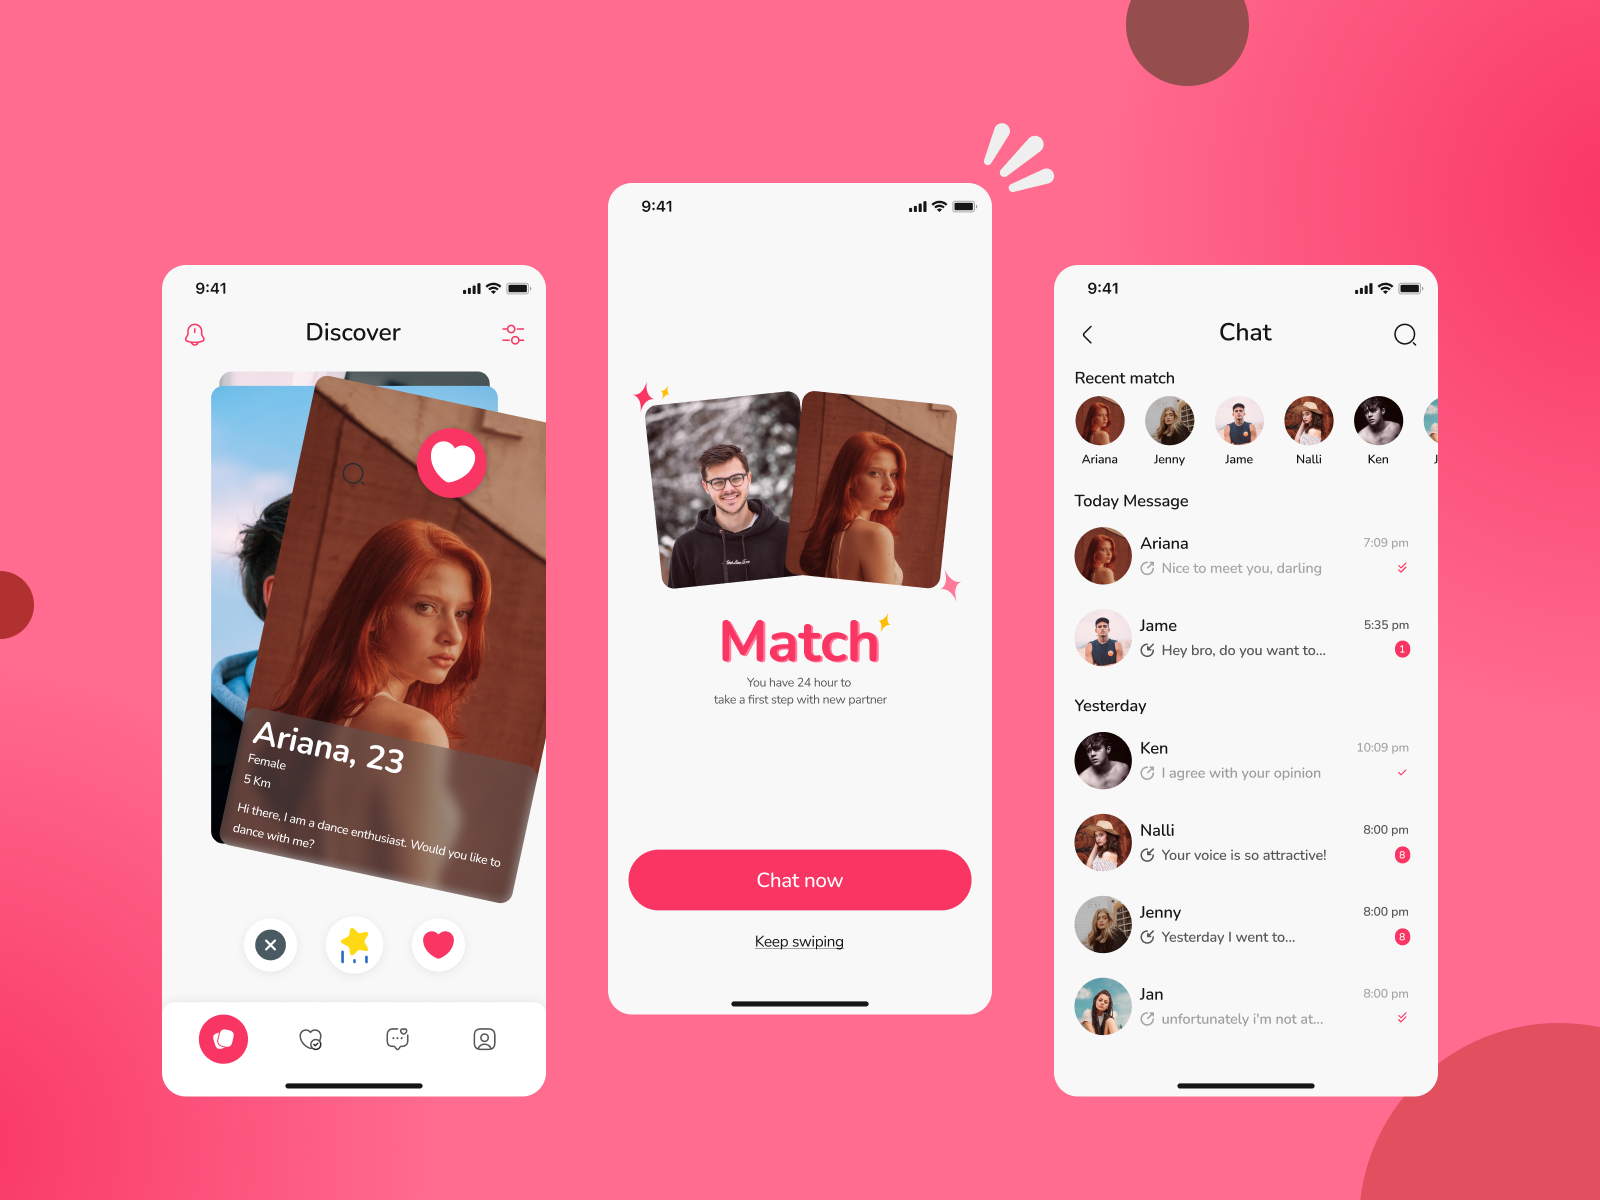 9:41
Discover
Ariana, 23
Female
5 Km
Hi there, I am a dance enthusiast. Would you like to
dance with me?
9:41
Match
You have 24 hour to
take a first step with new partner
Chat now
Keep swiping
9:41
Chat
Recent match
Ariana
Jenny
Jame
Nalli
Ken
Today Message
Ariana
7:09 pm
Nice to meet you, darling
Jame
5:35 pm
Hey bro, do you want to...
1
Yesterday
Ken
10:09 pm
I agree with your opinion
Nalli
8:00 pm
Your voice is so attractive!
8
Jenny
8:00 pm
Yesterday I went to...
8
Jan
8:00 pm
unfortunately i'm not at...